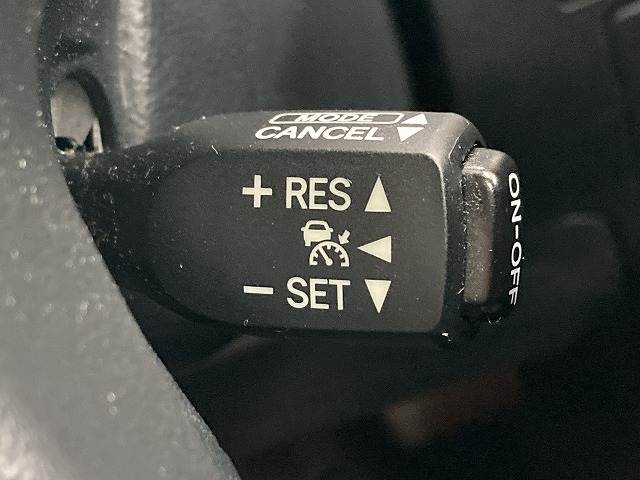 MODE
CANCEL
+ RES
- SET
ON-OFF